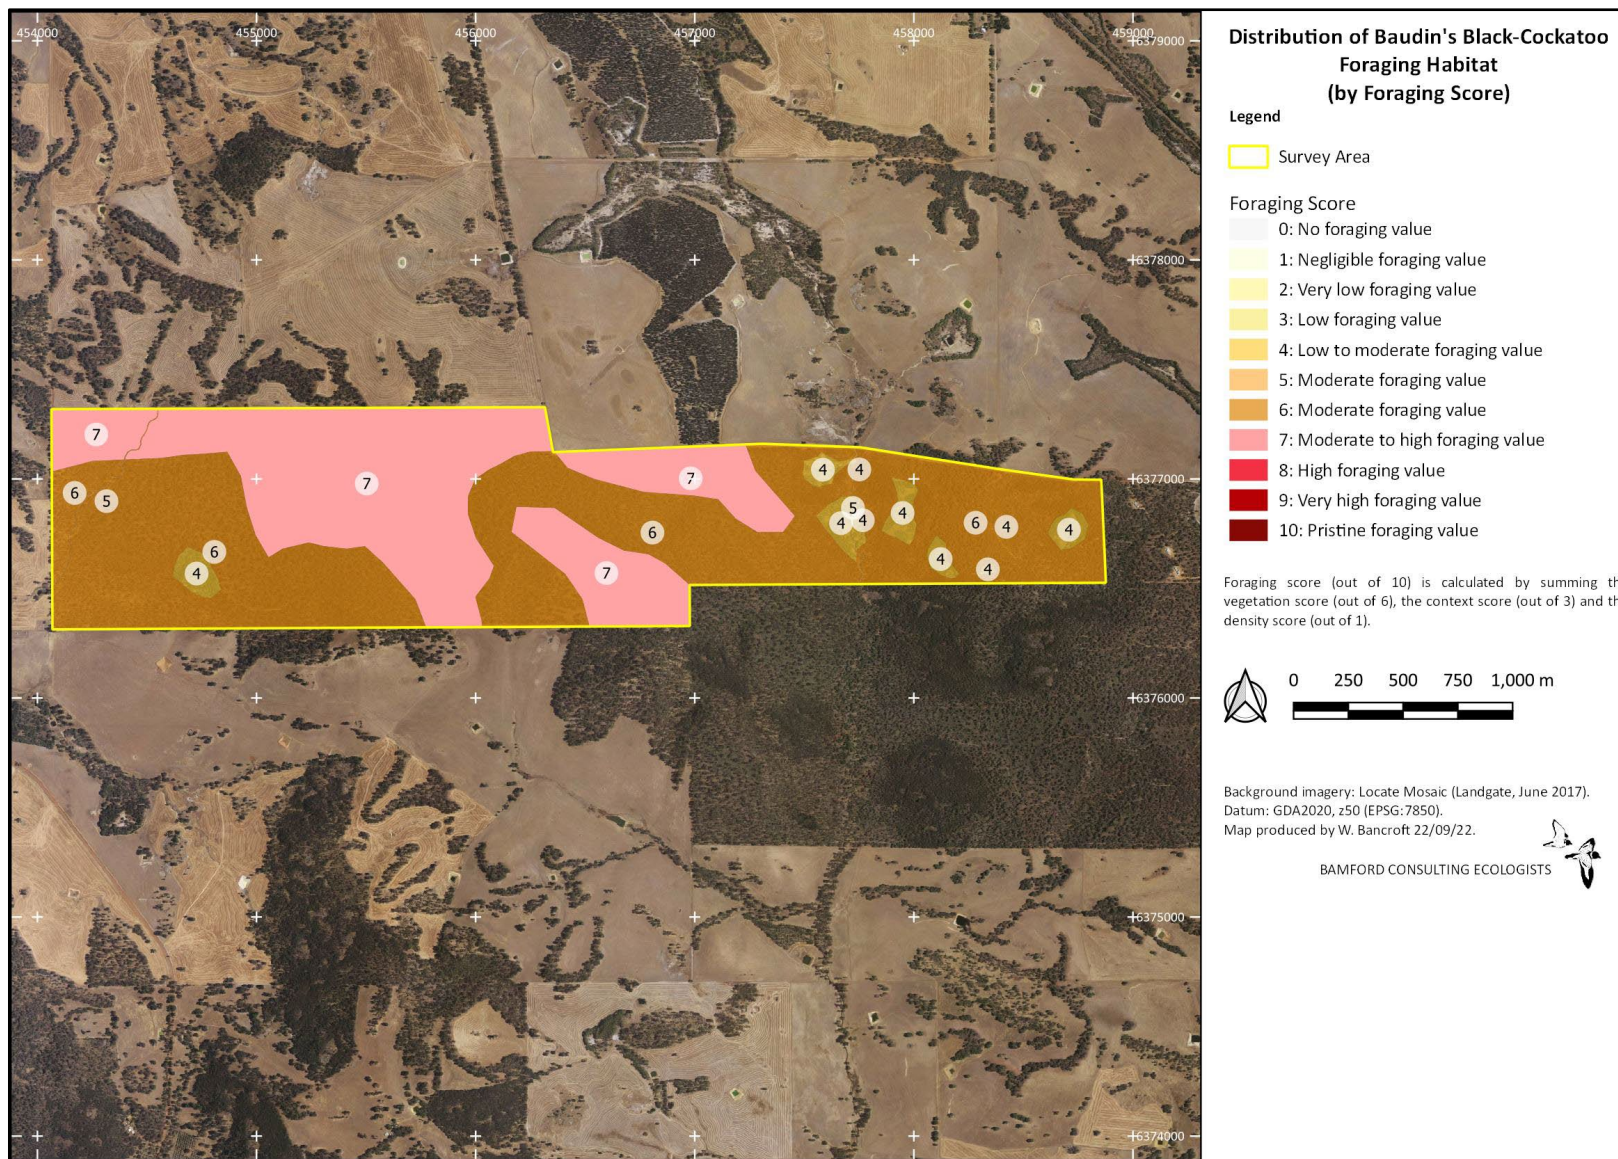 454000 455000 456000 457000 458000 459000
6379000
6378000
6377000
6376000
6375000
6374000
7
7
7
7
6
5
6
4
6
4
4
5
4
4
4
6
4
4
4
4
Distribution of Baudin's Black-Cockatoo
Foraging Habitat
(by Foraging Score)
Legend
Survey Area
Foraging Score
0: No foraging value
1: Negligible foraging value
2: Very low foraging value
3: Low foraging value
4: Low to moderate foraging value
5: Moderate foraging value
6: Moderate foraging value
7: Moderate to high foraging value
8: High foraging value
9: Very high foraging value
10: Pristine foraging value
Foraging score (out of 10) is calculated by summing th
vegetation score (out of 6), the context score (out of 3) and th
density score (out of 1).
0 250 500 750 1,000 m
Background imagery: Locate Mosaic (Landgate, June 2017).
Datum: GDA2020, z50 (EPSG:7850).
Map produced by W. Bancroft 22/09/22.
BAMFORD CONSULTING ECOLOGISTS